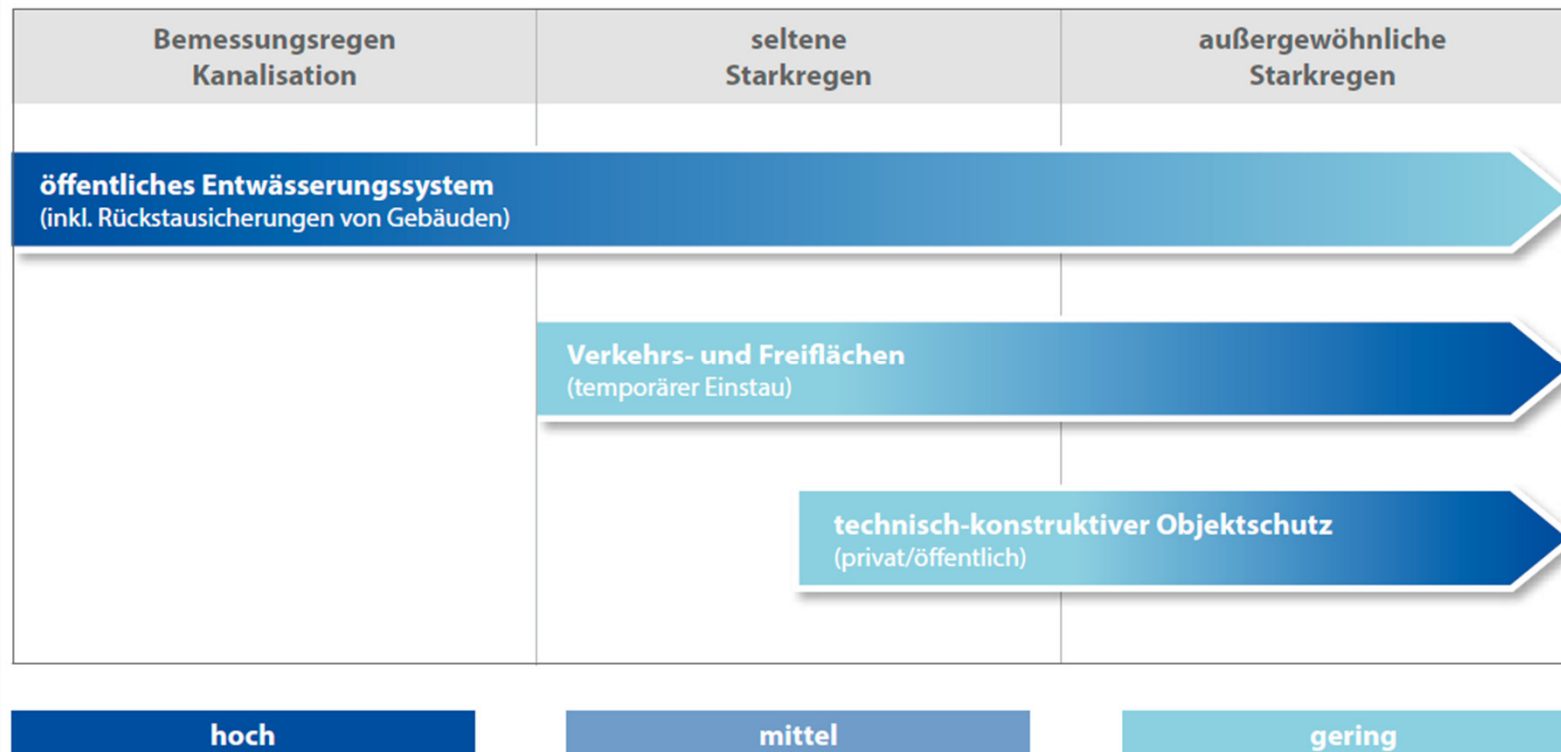 Bemessungsregen
Kanalisation
seltene
Starkregen
außergewöhnliche
Starkregen
öffentliches Entwässerungssystem
(inkl. Rückstausicherungen von Gebäuden)
Verkehrs- und Freiflächen
(temporärer Einstau)
technisch-konstruktiver Objektschutz
(privat/öffentlich)
hoch
mittel
gering